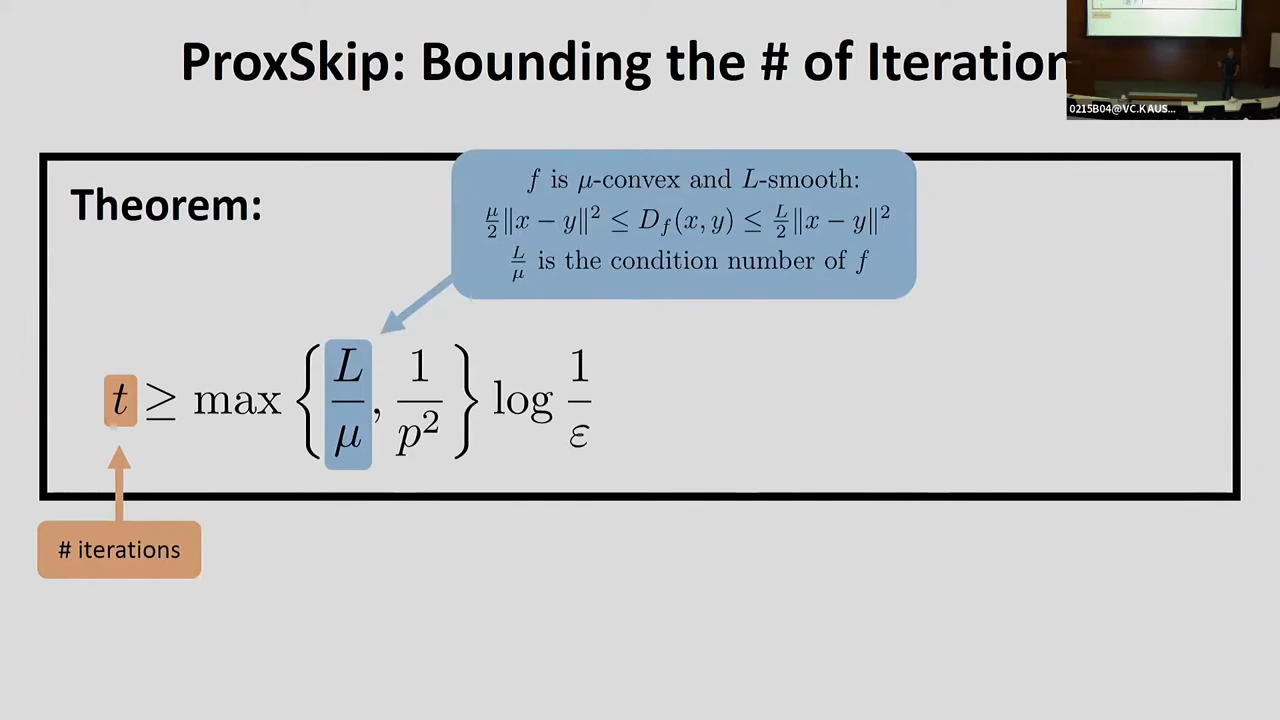 ProxSkip: Bounding the # of Iteration
0215B04@VC.KAUS...
Theorem:
f is μ-convex and L-smooth:
μ/2 ‖x − y‖² ≤ D_f(x, y) ≤ L/2 ‖x − y‖²
L/μ is the condition number of f
t ≥ max { L/μ, 1/p² } log 1/ε
# iterations